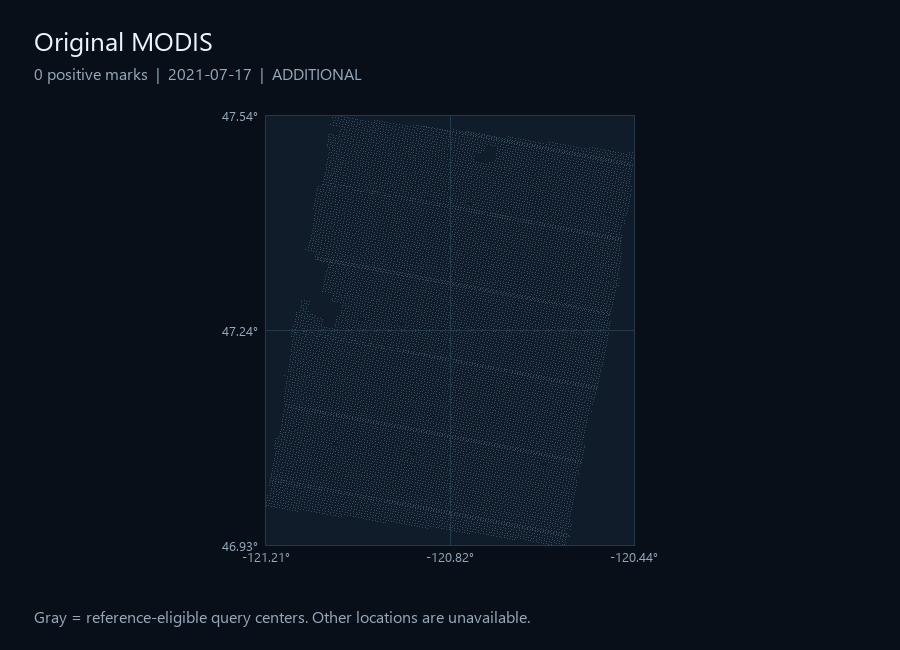 Original MODIS
0 positive marks | 2021-07-17 | ADDITIONAL
47.54°
47.24°
46.93°
-121.21° -120.82° -120.44°
Gray = reference-eligible query centers. Other locations are unavailable.